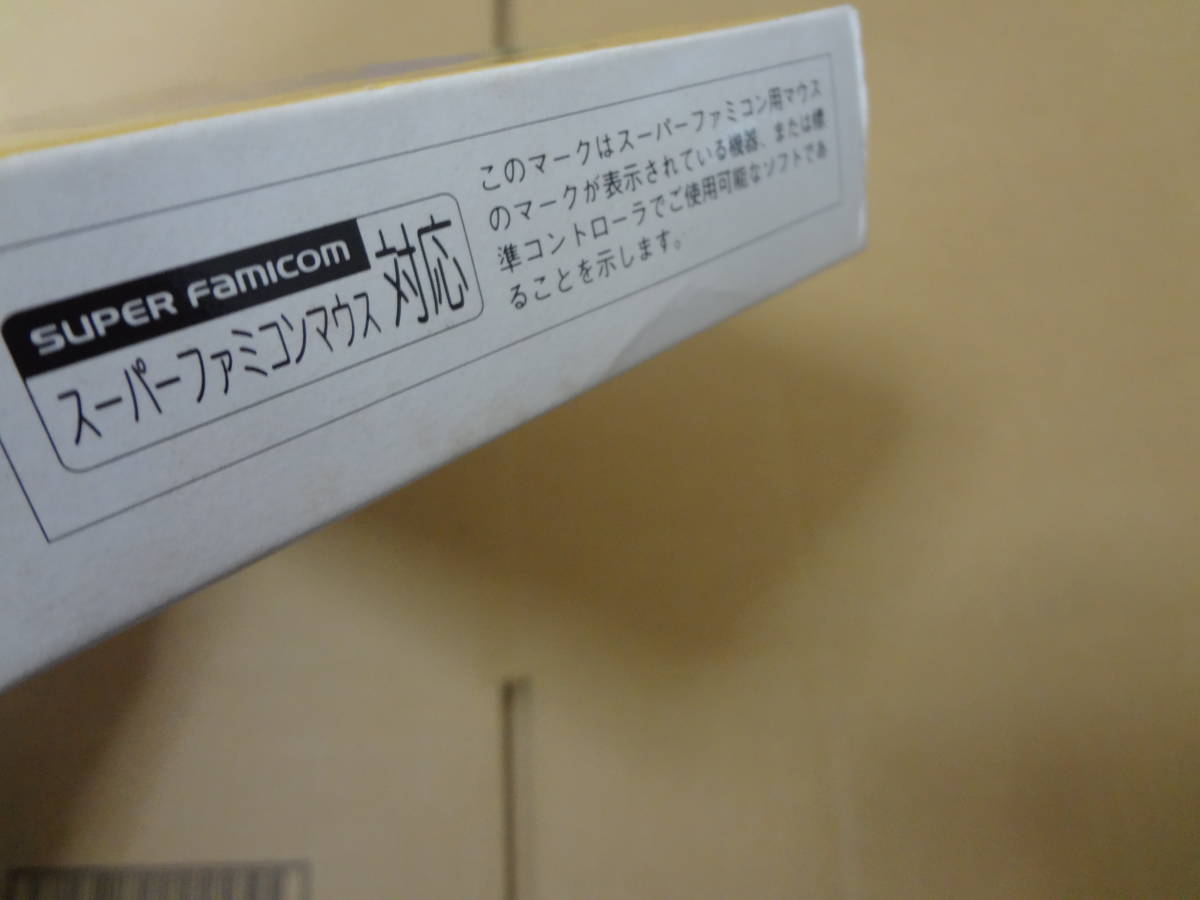 SUPER Famicom
スーパーファミコンマウス 対応
このマークはスーパーファミコン用マウス
のマークが表示されている機器、または標
準コントローラでご使用可能なソフトであ
ることを示します。